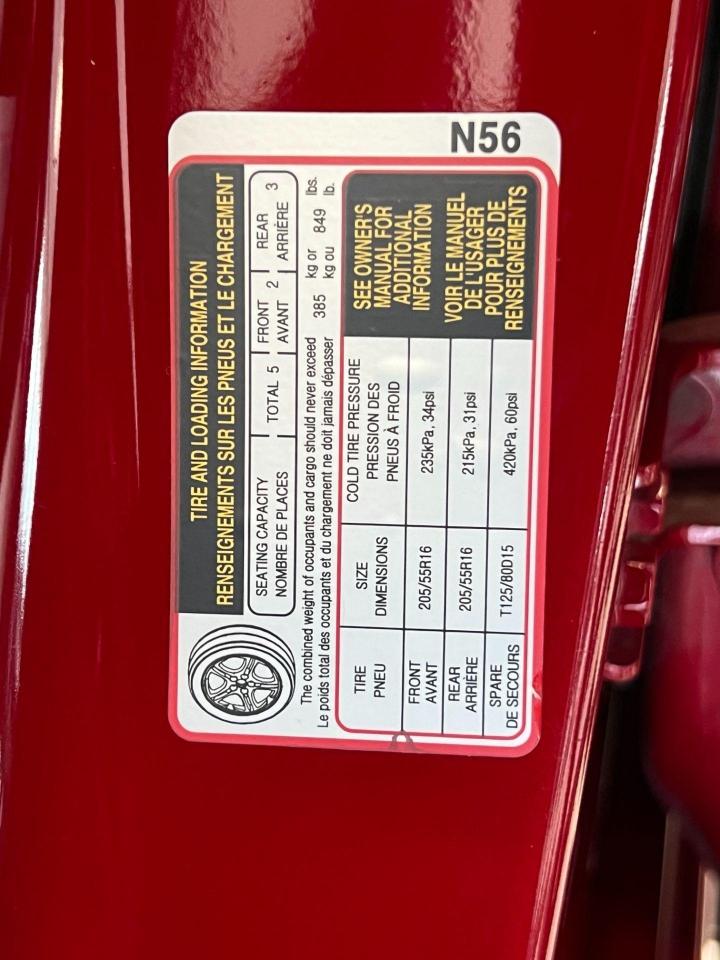 N56
TIRE AND LOADING INFORMATION
RENSEIGNEMENTS SUR LES PNEUS ET LE CHARGEMENT
SEATING CAPACITY TOTAL 5 FRONT 2 REAR 3
NOMBRE DE PLACES AVANT ARRIÈRE
The combined weight of occupants and cargo should never exceed 385 kg or 849 lbs.
Le poids total des occupants et du chargement ne doit jamais dépasser kg ou lb.
TIRE SIZE COLD TIRE PRESSURE
PNEU DIMENSIONS PRESSION DES
PNEUS À FROID
FRONT 205/55R16 235kPa, 34psi
AVANT
REAR 205/55R16 215kPa, 31psi
ARRIÈRE
SPARE T125/80D15 420kPa, 60psi
DE SECOURS
SEE OWNER'S
MANUAL FOR
ADDITIONAL
INFORMATION
VOIR LE MANUEL
DE L'USAGER
POUR PLUS DE
RENSEIGNEMENTS